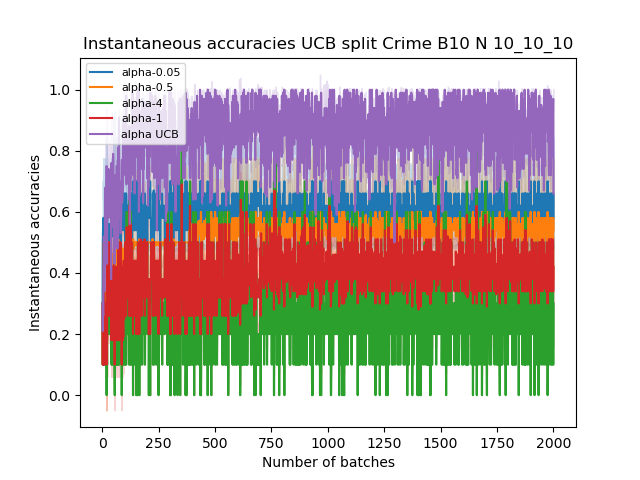 Instantaneous accuracies UCB split Crime B10 N 10_10_10
alpha-0.05
alpha-0.5
alpha-4
alpha-1
alpha UCB
1.0
0.8
0.6
0.4
0.2
0.0
Instantaneous accuracies
0 250 500 750 1000 1250 1500 1750 2000
Number of batches